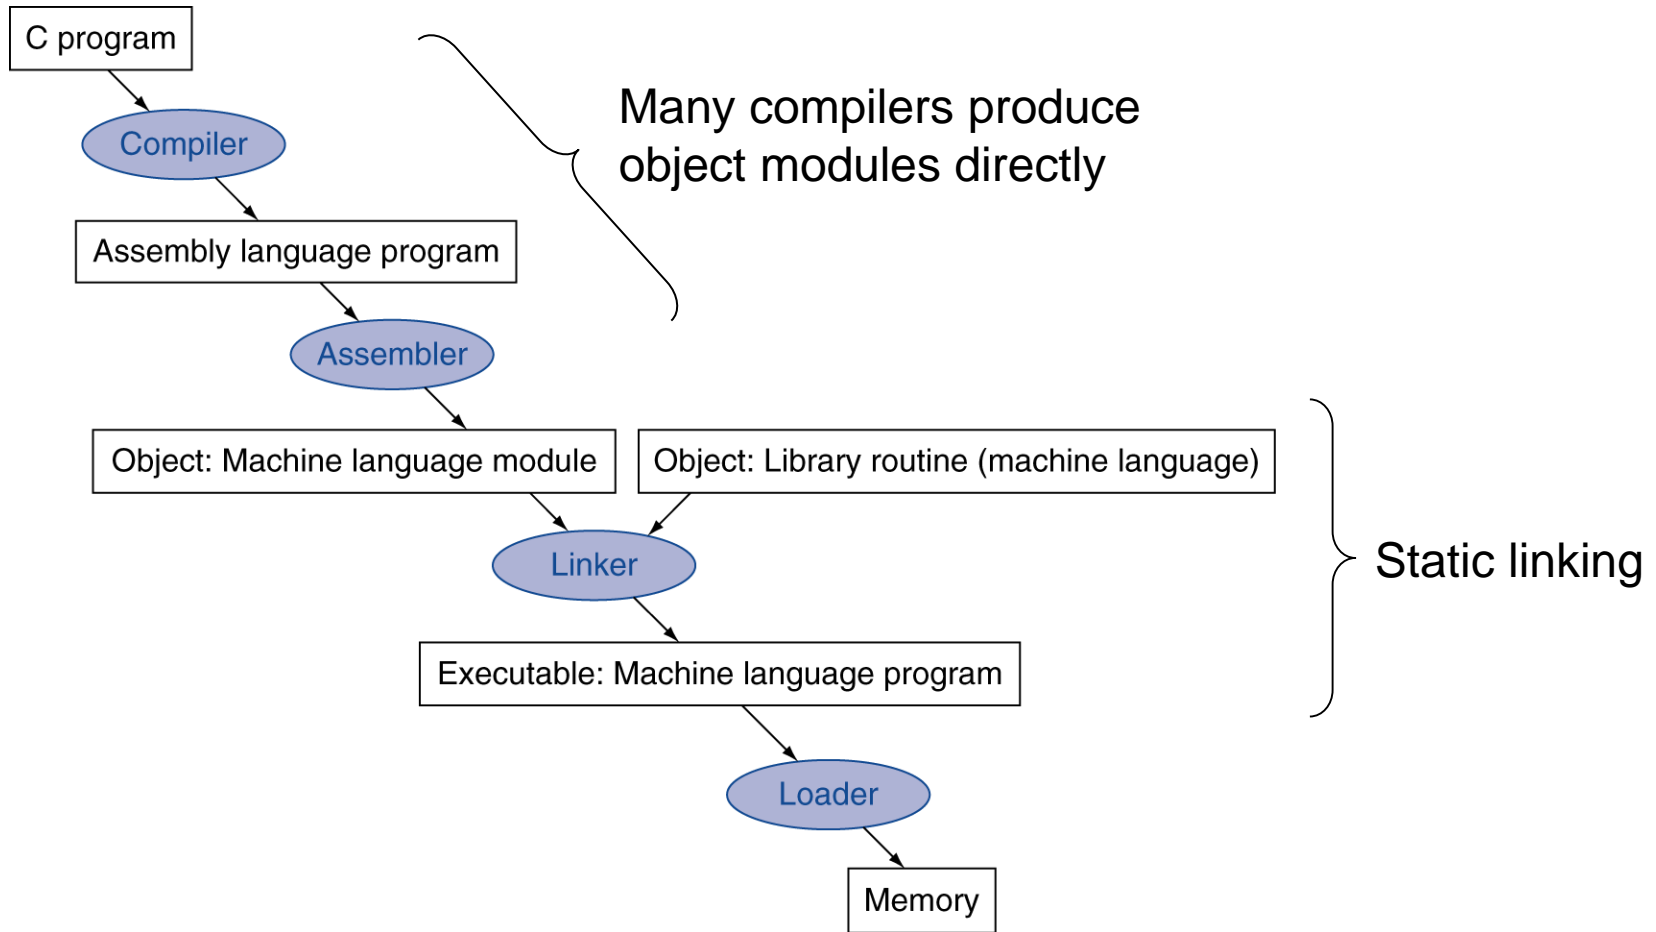 C program
Many compilers produce
object modules directly
Compiler
Assembly language program
Assembler
Object: Machine language module
Object: Library routine (machine language)
Linker
Static linking
Executable: Machine language program
Loader
Memory